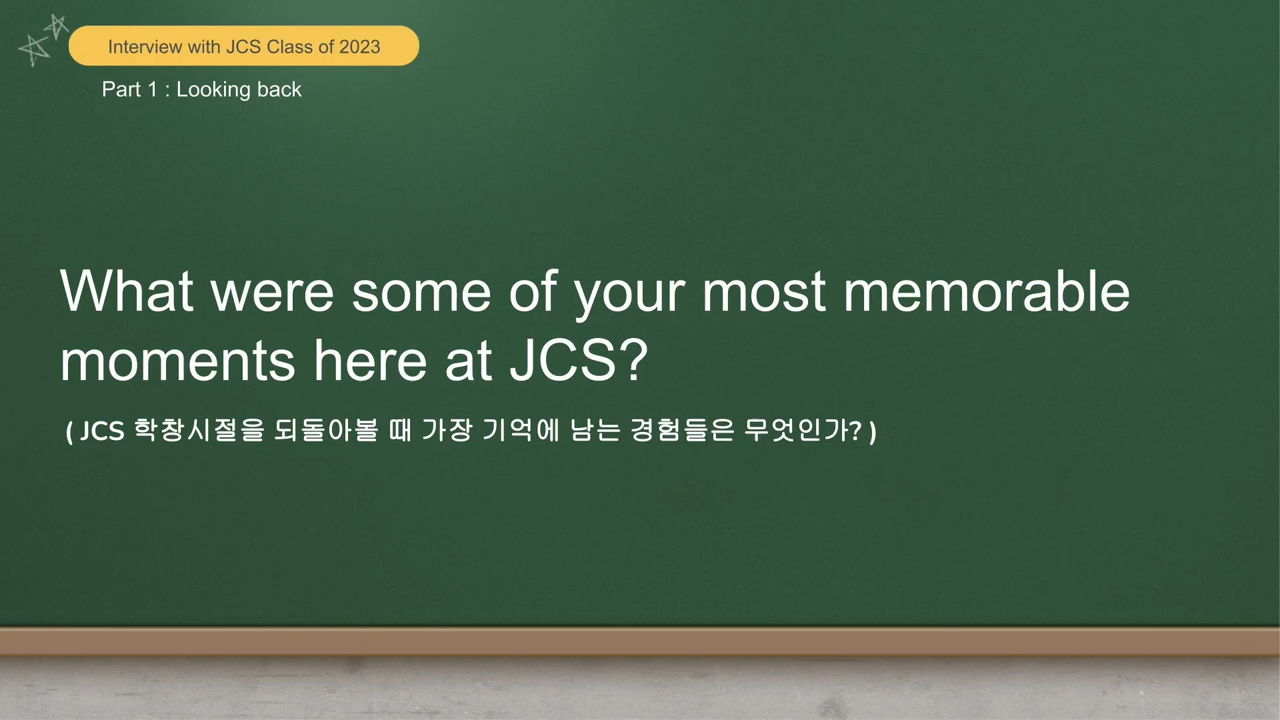 Interview with JCS Class of 2023
Part 1 : Looking back
What were some of your most memorable
moments here at JCS?
( JCS 학창시절을 되돌아볼 때 가장 기억에 남는 경험들은 무엇인가? )